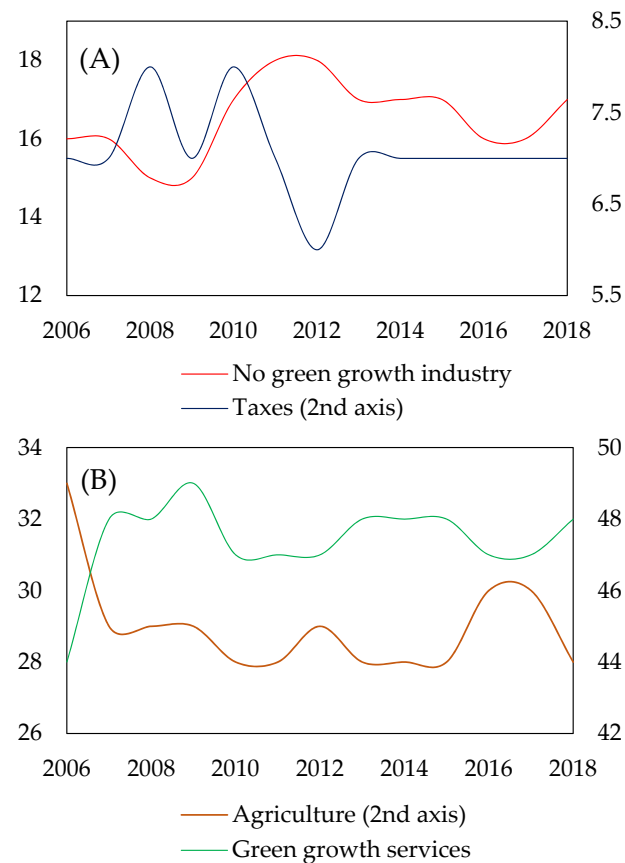 8.5
18
(A)
7.5
16
6.5
14
12
5.5
2006 2008 2010 2012 2014 2016 2018
No green growth industry
Taxes (2nd axis)
34
50
(B)
32
48
30
46
28
44
26
42
2006 2008 2010 2012 2014 2016 2018
Agriculture (2nd axis)
Green growth services